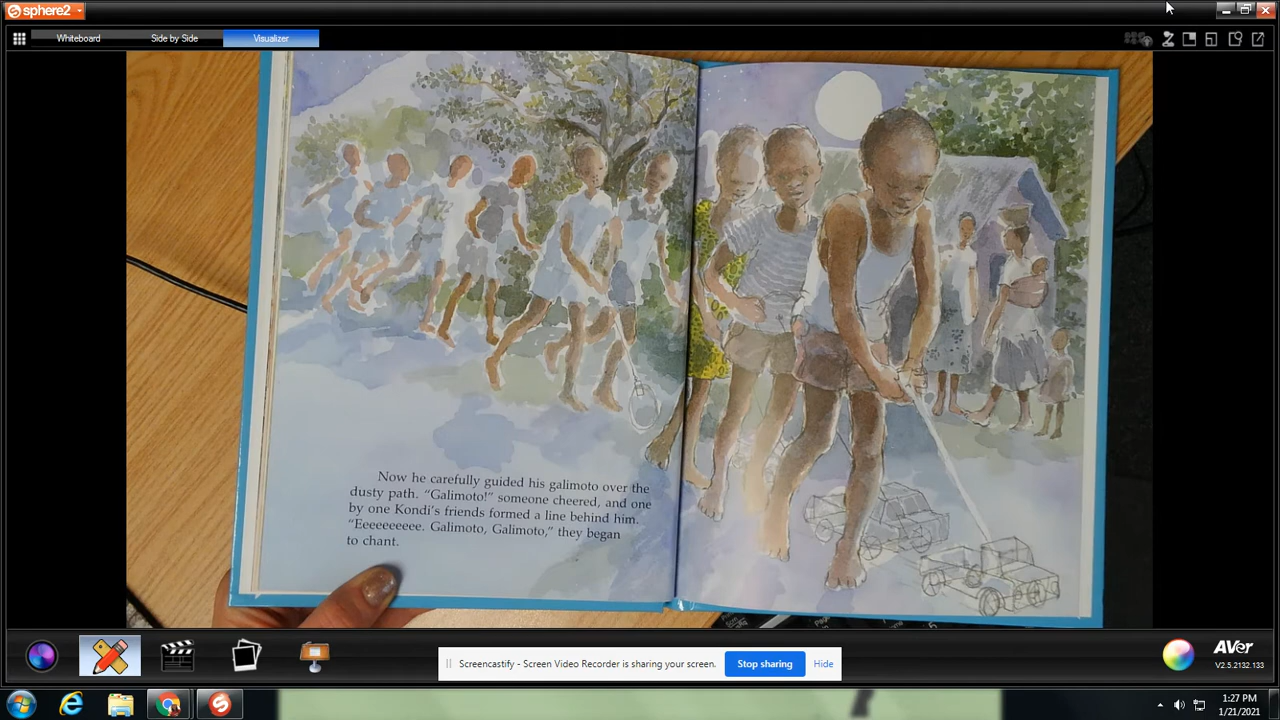 sphere2
Whiteboard
Side by Side
Visualizer
Now he carefully guided his galimoto over the
dusty path. “Galimoto!” someone cheered, and one
by one Kondi's friends formed a line behind him.
“Eeeeeeeeee. Galimoto, Galimoto,” they began
to chant.
Screencastify - Screen Video Recorder is sharing your screen.
Stop sharing
Hide
AVer
V2.5.2132.133
1:27 PM
1/21/2021